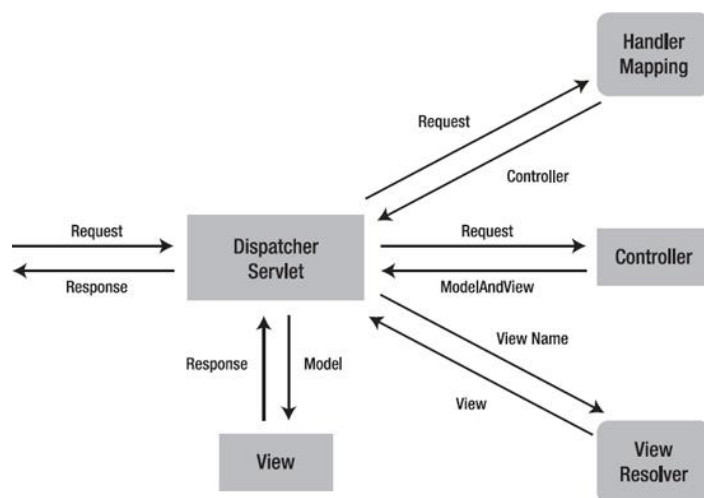 Handler
Mapping
Request
Controller
Request
Response
Dispatcher
Servlet
Request
ModelAndView
Controller
Response
Model
View Name
View
View
View
Resolver